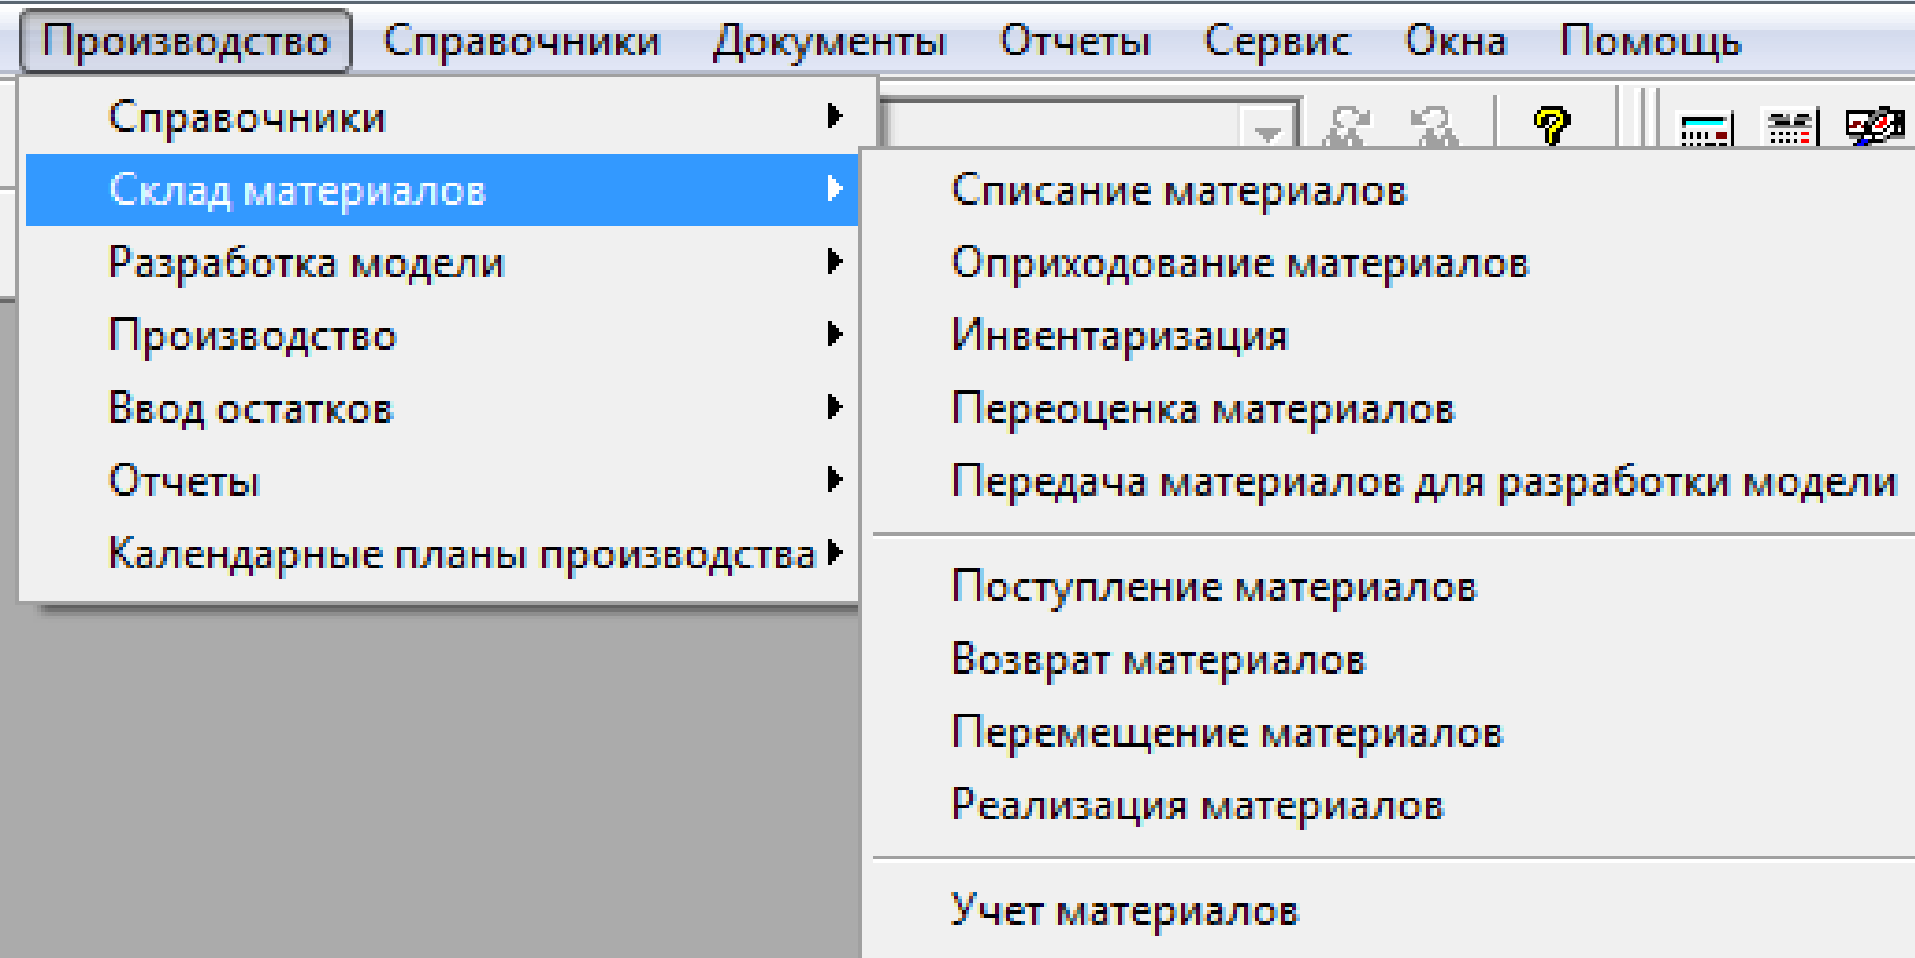 Производство Справочники Документы Отчеты Сервис Окна Помощь
Справочники
Склад материалов
Разработка модели
Производство
Ввод остатков
Отчеты
Календарные планы производства
Списание материалов
Оприходование материалов
Инвентаризация
Переоценка материалов
Передача материалов для разработки модели
Поступление материалов
Возврат материалов
Перемещение материалов
Реализация материалов
Учет материалов